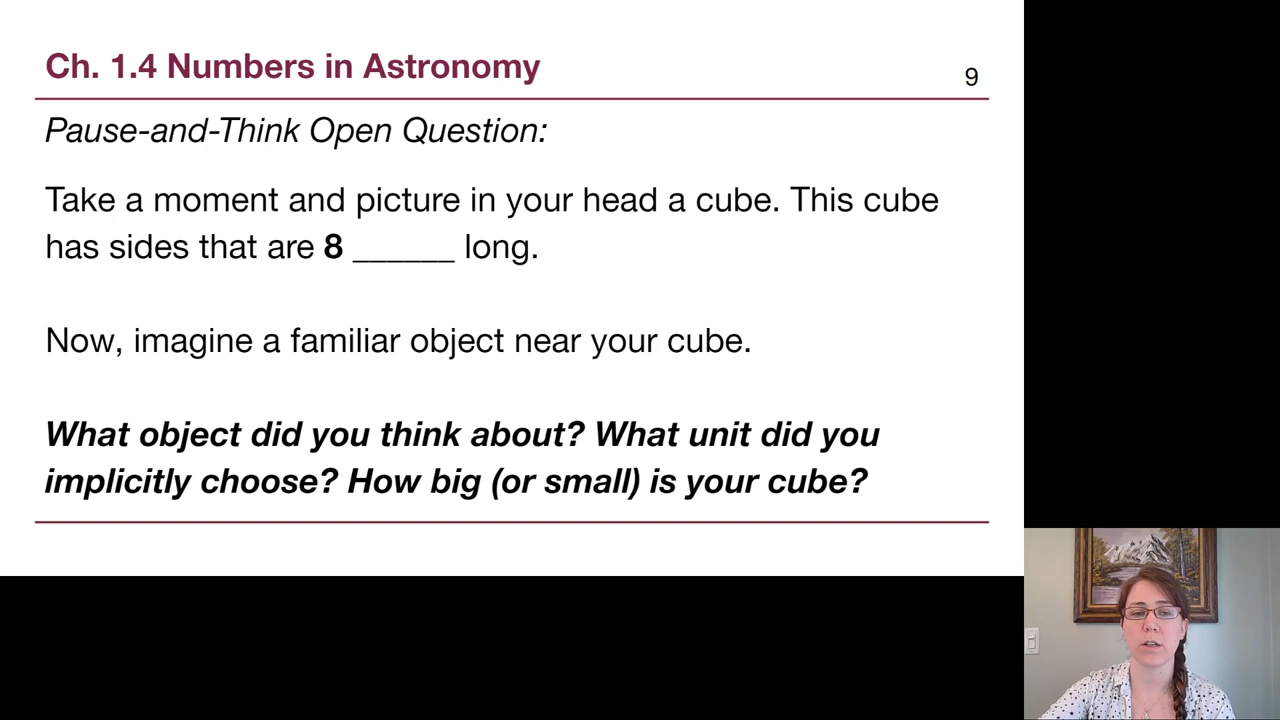 Ch. 1.4 Numbers in Astronomy
9
Pause-and-Think Open Question:
Take a moment and picture in your head a cube. This cube
has sides that are 8 ______ long.
Now, imagine a familiar object near your cube.
What object did you think about? What unit did you
implicitly choose? How big (or small) is your cube?